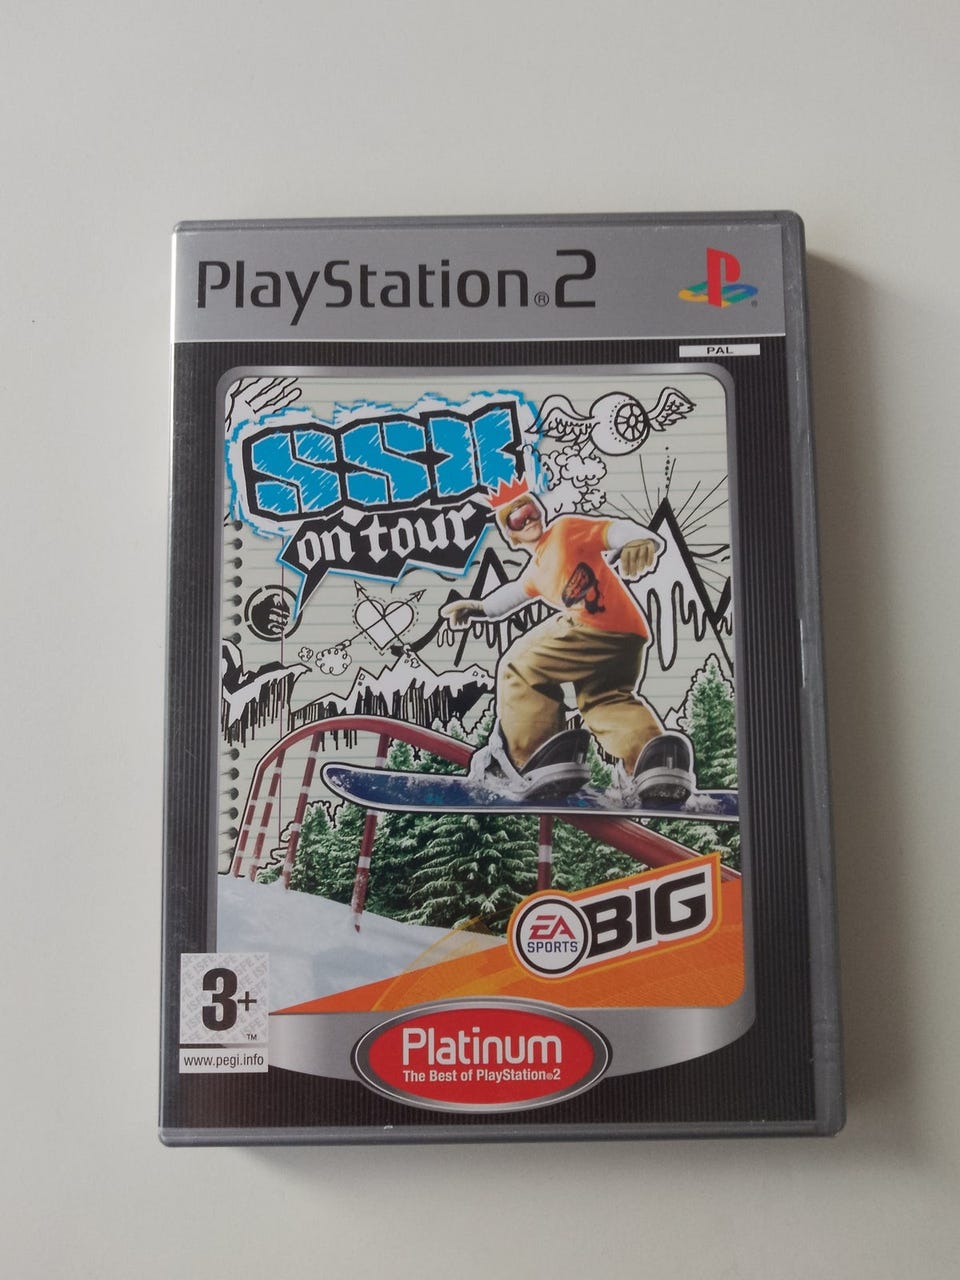 PlayStation®2
PAL
SSX
on tour
EA
SPORTS
BIG
3+
™
www.pegi.info
Platinum
The Best of PlayStation®2